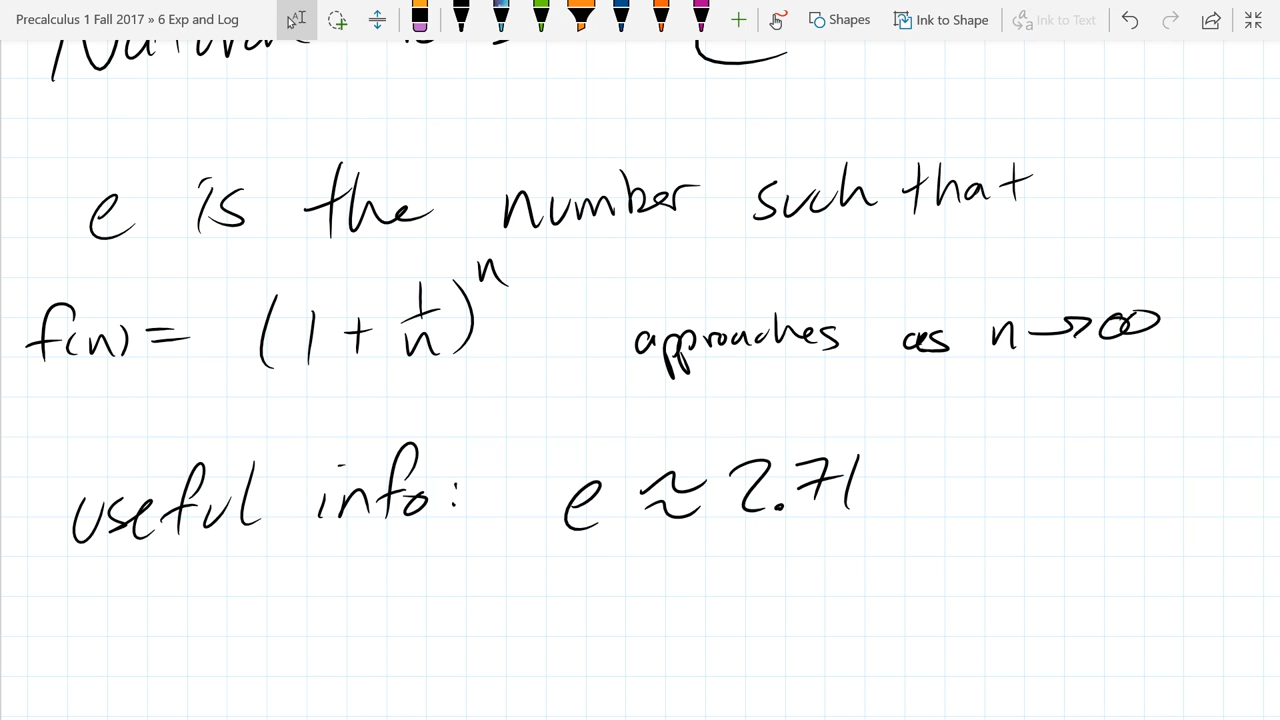 Precalculus 1 Fall 2017 » 6 Exp and Log
Shapes
Ink to Shape
Ink to Text
Natural
e is the number such that
f(n) = (1 + 1/n)^n approaches as n→∞
useful info: e ≈ 2.71